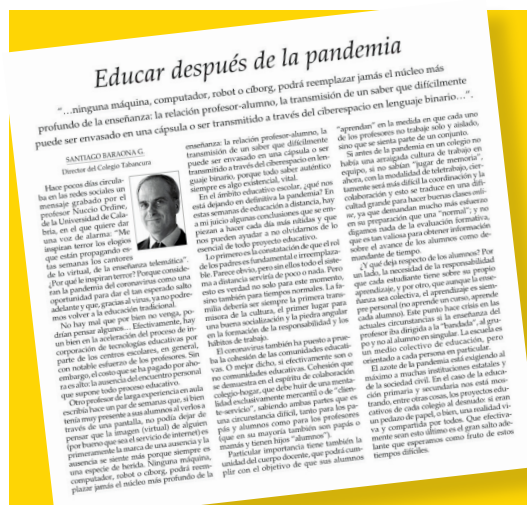 Educar después de la pandemia
“…ninguna máquina, computador, robot o cíborg, podrá reemplazar jamás el núcleo más
profundo de la enseñanza: la relación profesor-alumno, la transmisión de un saber que difícilmente
puede ser envasado en una cápsula o ser transmitido a través del ciberespacio en lenguaje binario…”.
SANTIAGO BARAONA G.
Director del Colegio Tabancura
Hace pocos días circula-
ba en las redes sociales un
mensaje grabado por el
profesor Nuccio Ordine,
de la Universidad de Cala-
bria, en el que quiere dar
una voz de alarma: “Me
inspiran terror los elogios
que están propagando es-
tas semanas los cantores
de lo virtual, de la enseñanza telemática”.
¿Por qué le inspiran terror? Porque conside-
ran la pandemia del coronavirus como una
oportunidad para dar el tan esperado salto
adelante y que, gracias al virus, ya no podre-
mos volver a la educación tradicional.
No hay mal que por bien no venga, po-
drían pensar algunos… Efectivamente, hay
un bien en la aceleración del proceso de in-
corporación de tecnologías educativas por
parte de los centros escolares, en general,
con notable esfuerzo de los profesores. Sin
embargo, el costo que se ha pagado por aho-
ra es alto: la ausencia del encuentro personal
que supone todo proceso educativo.
Otro profesor de larga experiencia en aula
escribía hace un par de semanas que, si bien
tenía muy presente a sus alumnos al verlos a
través de una pantalla, no podía dejar de
pensar que la imagen (virtual) de alguien
(por bueno que sea el servicio de internet) es
primeramente la marca de una ausencia y la
ausencia se siente más porque siempre es
una especie de herida. Ninguna máquina,
computador, robot o cíborg, podrá reem-
plazar jamás el núcleo más profundo de la
enseñanza: la relación profesor-alumno, la
transmisión de un saber que difícilmente
puede ser envasado en una cápsula o ser
transmitido a través del ciberespacio en len-
guaje binario, porque todo saber auténtico
siempre es algo existencial, vital.
En el ámbito educativo escolar, ¿qué nos
está dejando en definitiva la pandemia? En
estas semanas de educación a distancia, hay
a mi juicio algunas conclusiones que se em-
piezan a hacer cada día más nítidas y que
nos pueden ayudar a no olvidarnos de lo
esencial de todo proyecto educativo.
Lo primero es la constatación de que el rol
de los padres es fundamental e irreemplaza-
ble. Parece obvio, pero sin ellos todo el siste-
ma a distancia serviría de poco o nada. Pero
esto es verdad no solo para este momento,
sino también para tiempos normales. La fa-
milia debería ser siempre la primera trans-
misora de la cultura, el primer lugar para
una buena socialización y la piedra angular
en la formación de la responsabilidad y los
hábitos de trabajo.
El coronavirus también ha puesto a prue-
ba la cohesión de las comunidades educati-
vas. O mejor dicho, si efectivamente son o
no comunidades educativas. Cohesión que
se demuestra en el espíritu de colaboración
colegio-hogar, que debe huir de una menta-
lidad exclusivamente mercantil o de “clien-
te-servicio”, sabiendo ambas partes que es
una circunstancia difícil, tanto para los pa-
pás y alumnos como para los profesores
(que en su mayoría también son papás o
mamás y tienen hijos “alumnos”).
Particular importancia tiene también la
unidad del cuerpo docente, que podrá cum-
plir con el objetivo de que sus alumnos
“aprendan” en la medida en que cada uno
de los profesores no trabaje solo y aislado,
sino que se sienta parte de un conjunto.
Si antes de la pandemia en un colegio no
había una arraigada cultura de trabajo en
equipo, si no sabían “jugar de memoria”,
ahora, con la modalidad de teletrabajo, cier-
tamente será más difícil la coordinación y la
colaboración y esto se traduce en una difi-
cultad grande para hacer buenas clases onli-
ne, ya que demandan mucho más esfuerzo
en su preparación que una “normal”; y no
digamos nada de la evaluación formativa,
que es tan valiosa para obtener información
sobre el avance de los alumnos como de-
mandante de tiempo.
¿Y qué deja respecto de los alumnos? Por
un lado, la necesidad de la responsabilidad
que cada estudiante tiene sobre su propio
aprendizaje, y por otro, que aunque la ense-
ñanza sea colectiva, el aprendizaje es siem-
pre personal (no aprende un curso, aprende
cada alumno). Este punto hace crisis en las
actuales circunstancias si la enseñanza del
profesor iba dirigida a la “bandada”, al gru-
po y no al alumno en singular. La escuela es
un medio colectivo de educación, pero
orientado a cada persona en particular.
El azote de la pandemia está exigiendo al
máximo a muchas instituciones estatales y
de la sociedad civil. En el caso de la educa-
ción primaria y secundaria nos está mos-
trando, entre otras cosas, los proyectos edu-
cativos de cada colegio al desnudo: si eran
un pedazo de papel, o bien, una realidad vi-
va y compartida por todos. Que efectiva-
mente sean esto último es el gran salto ade-
lante que esperamos como fruto de estos
tiempos difíciles.